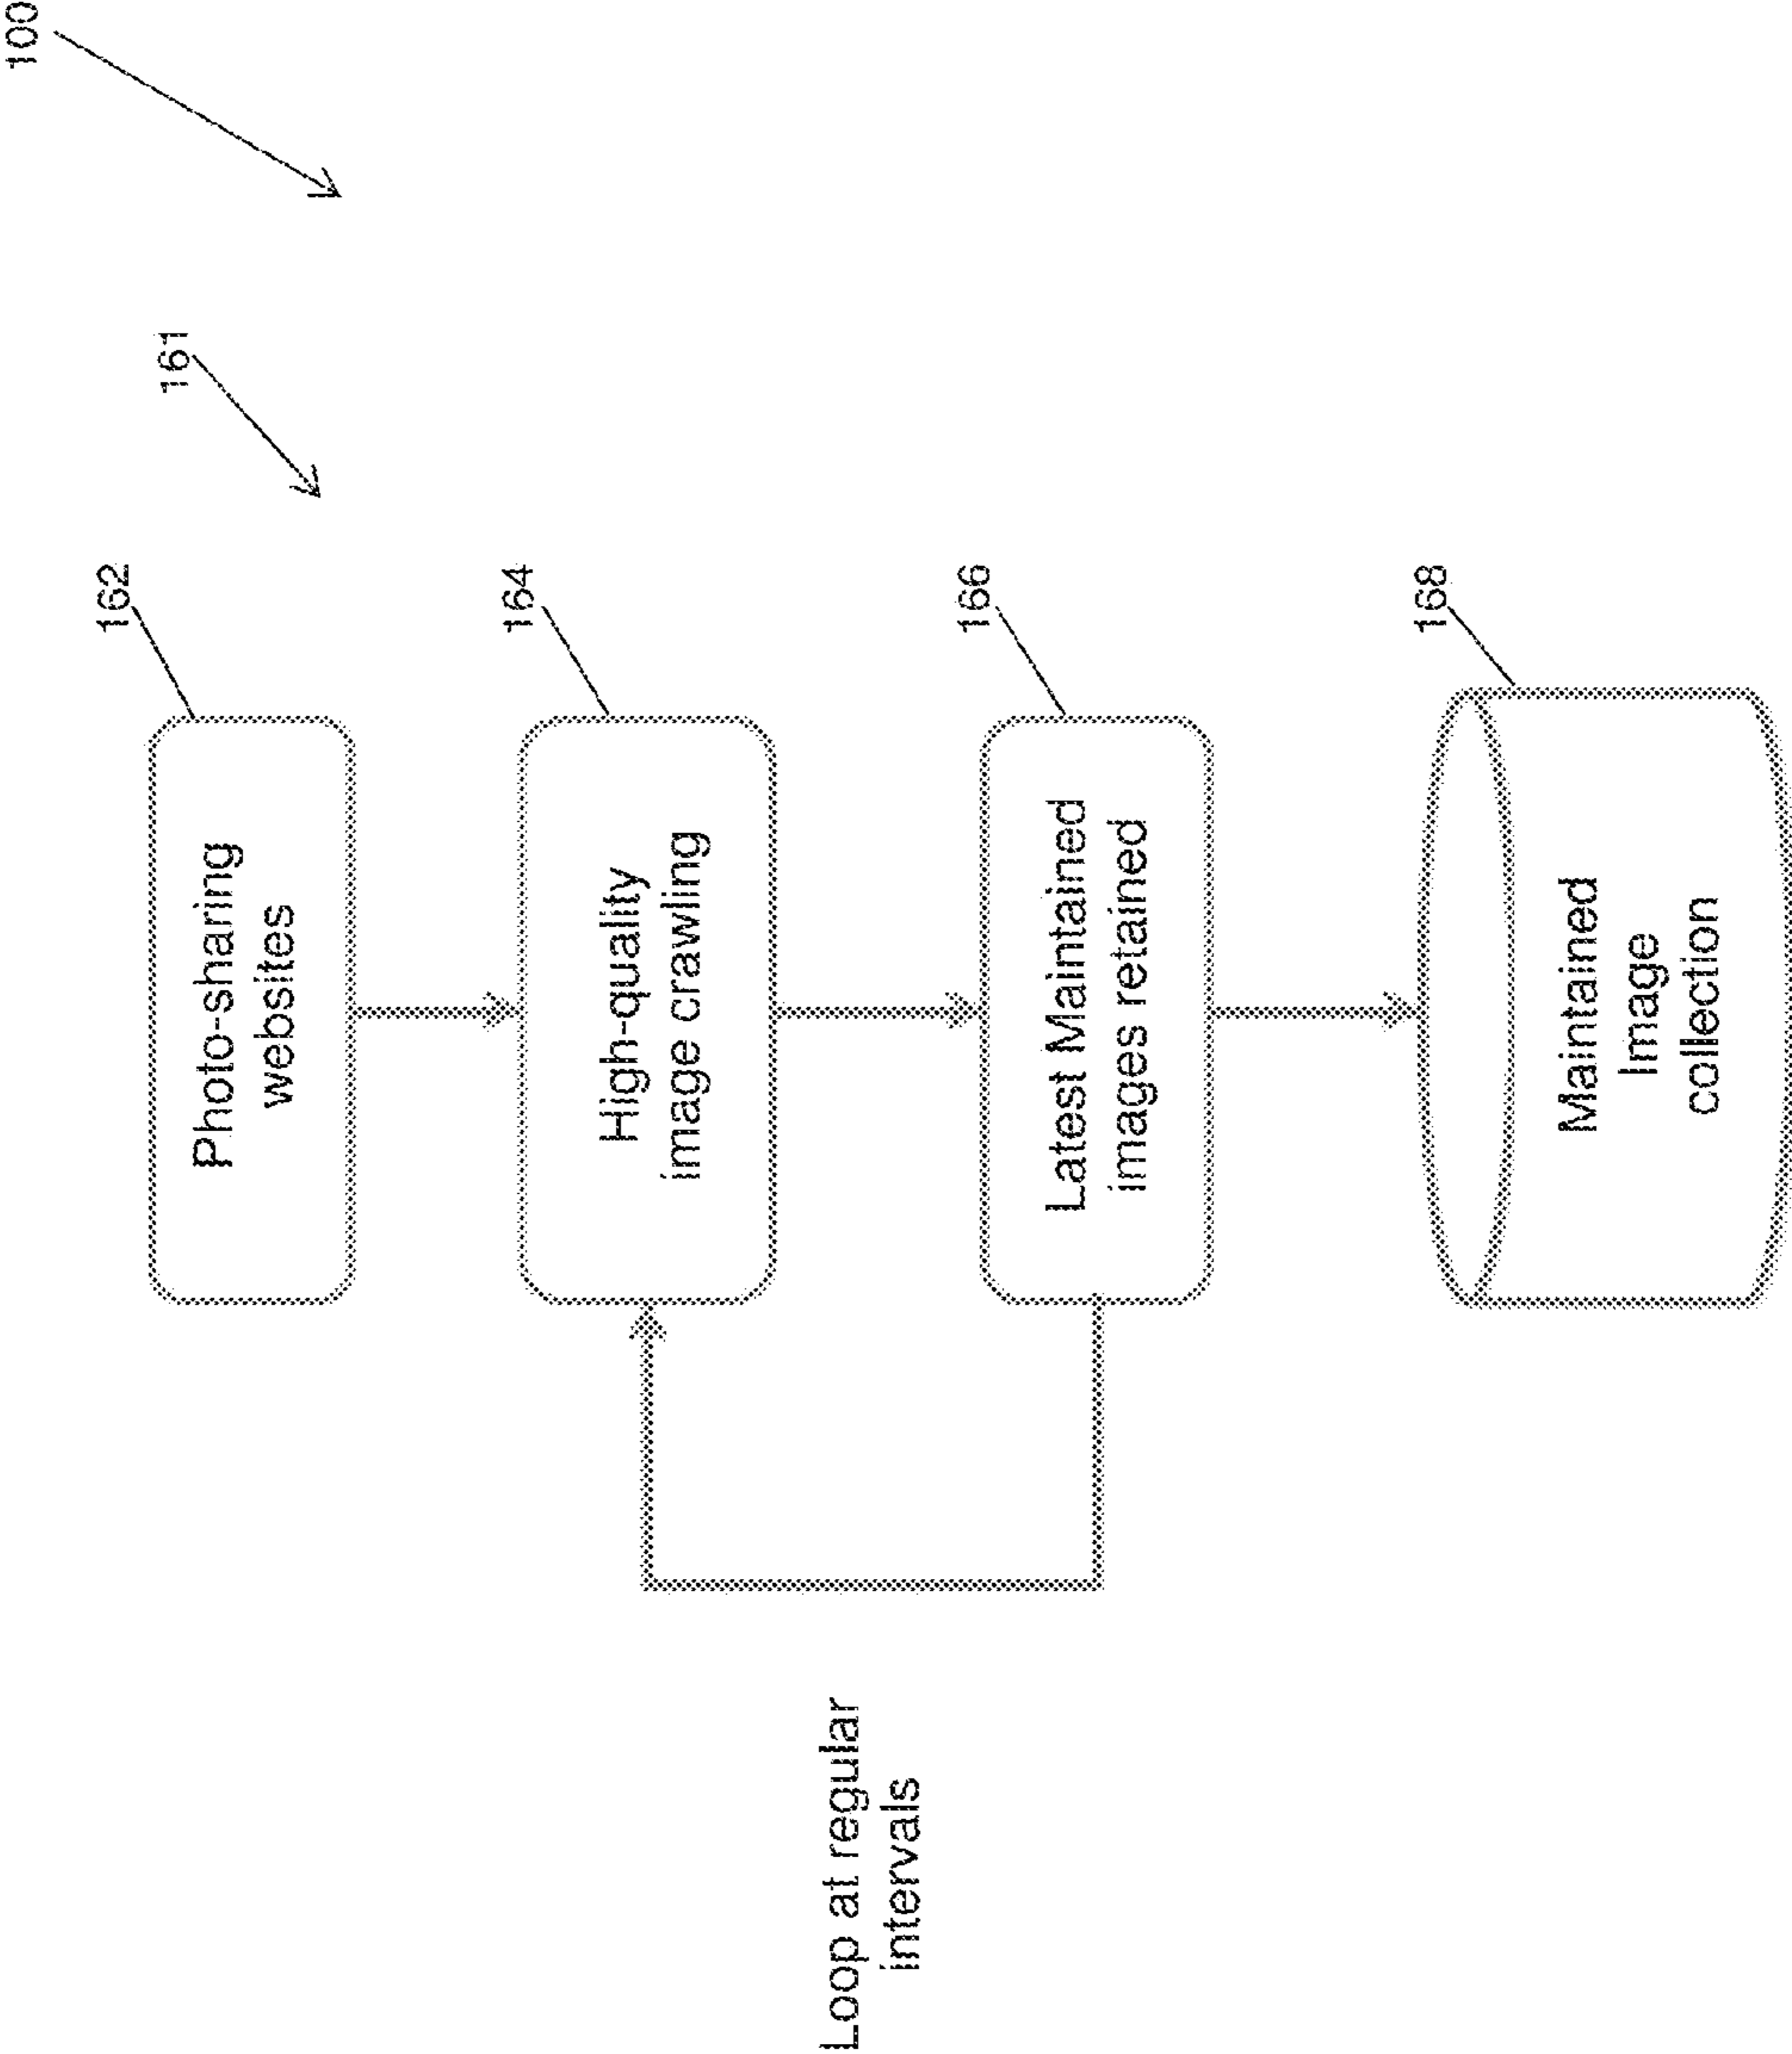 100
161
162
Photo-sharing
websites
164
High-quality
image crawling
166
Latest Maintained
images retained
168
Maintained
Image
collection
Loop at regular
intervals